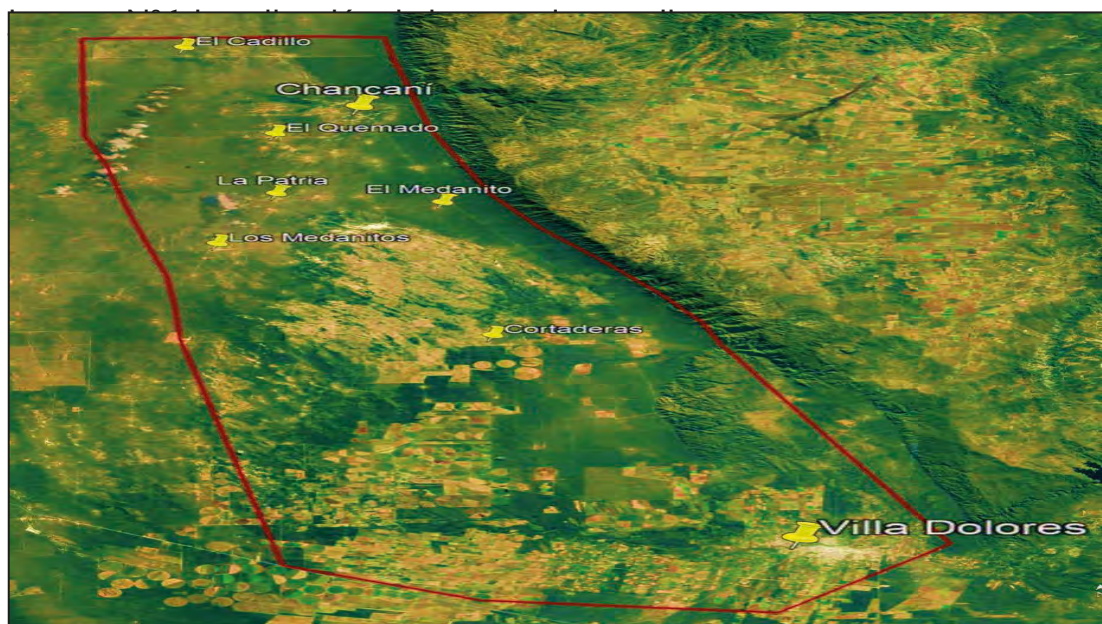 El Cadillo
Chancaní
El Quemado
La Patria
El Medanito
Los Medanitos
Cortaderas
Villa Dolores